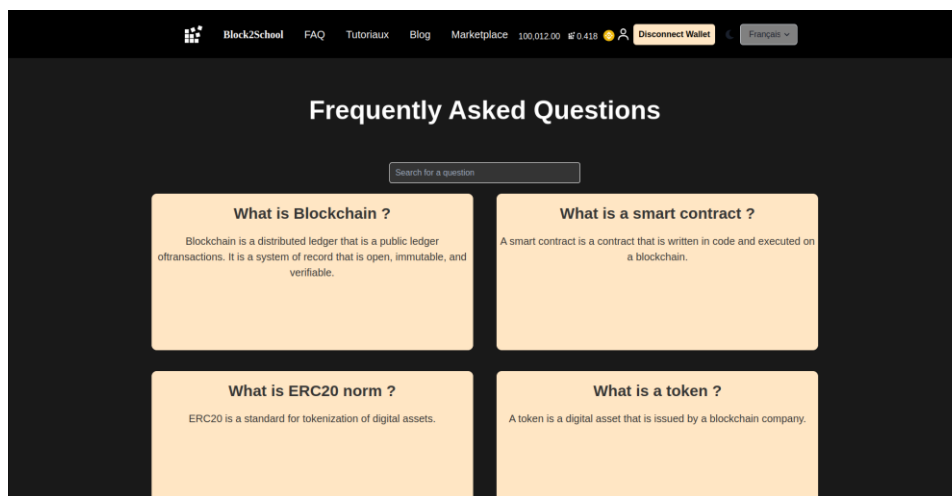 Block2School FAQ Tutoriaux Blog Marketplace 100,012.00 0.418 Disconnect Wallet Français
Frequently Asked Questions
Search for a question
What is Blockchain ?
Blockchain is a distributed ledger that is a public ledger
oftransactions. It is a system of record that is open, immutable, and
verifiable.
What is a smart contract ?
A smart contract is a contract that is written in code and executed on
a blockchain.
What is ERC20 norm ?
ERC20 is a standard for tokenization of digital assets.
What is a token ?
A token is a digital asset that is issued by a blockchain company.